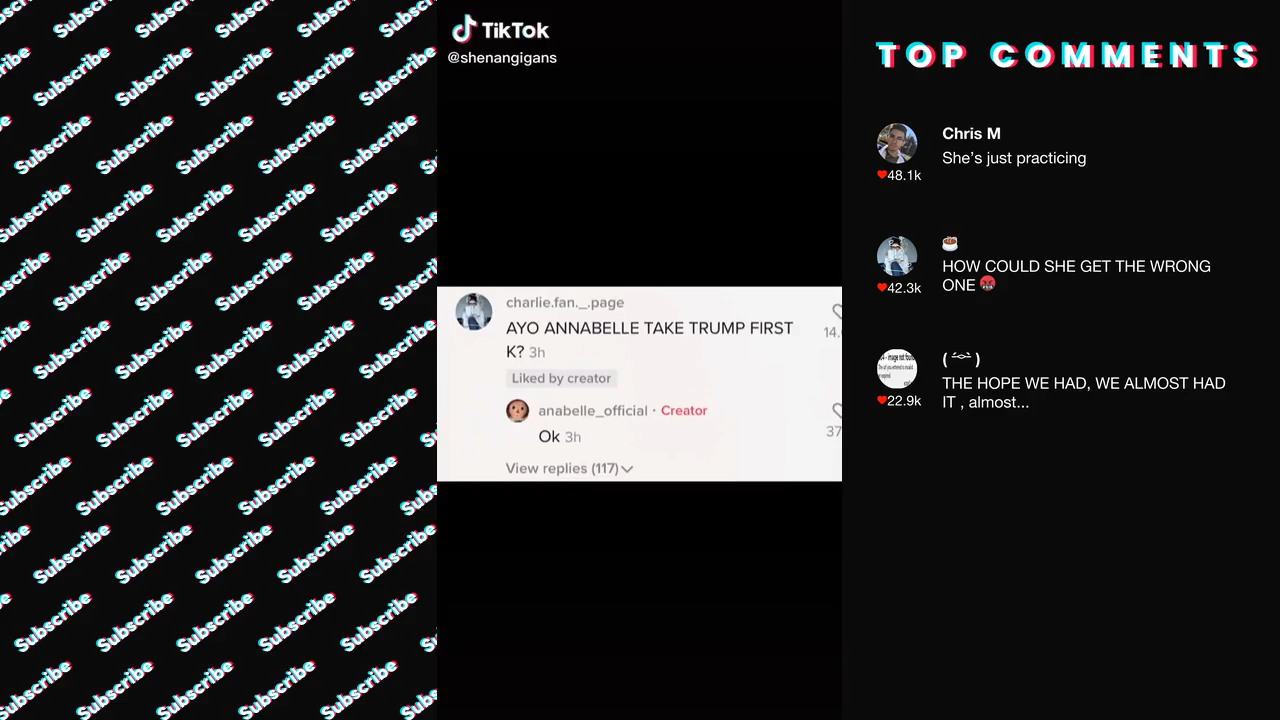 TikTok
@shenangigans
charlie.fan._.page
AYO ANNABELLE TAKE TRUMP FIRST
K? 3h
14.
Liked by creator
anabelle_official · Creator
Ok 3h
37
View replies (117)
TOP COMMENTS
Chris M
She's just practicing
48.1k
HOW COULD SHE GET THE WRONG
ONE
42.3k
THE HOPE WE HAD, WE ALMOST HAD
IT , almost...
22.9k
Subscribe